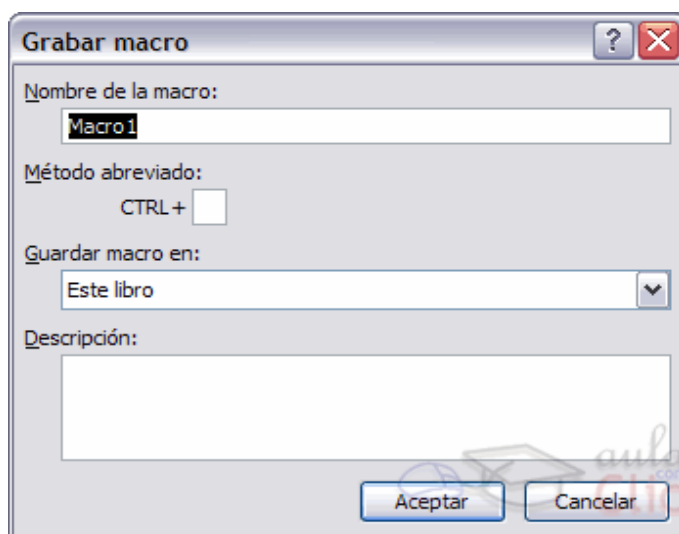 Grabar macro
Nombre de la macro:
Macro1
Método abreviado:
CTRL+
Guardar macro en:
Este libro
Descripción:
Aceptar
Cancelar